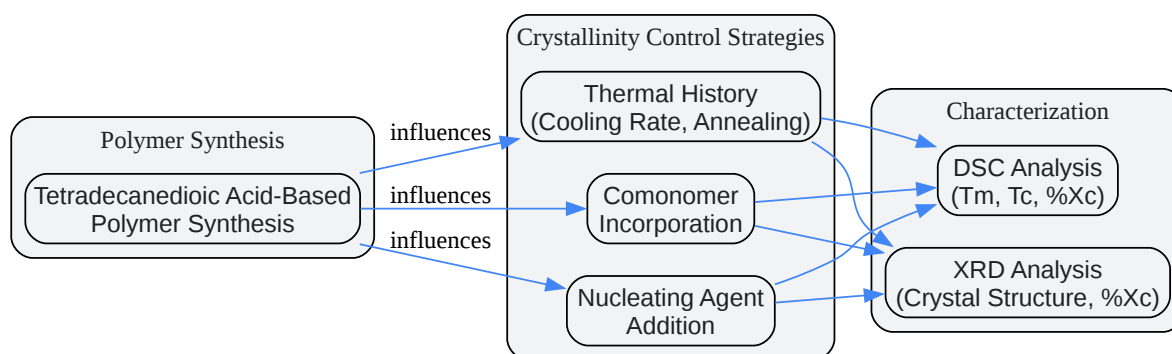 Polymer Synthesis
Tetradecanedioic Acid-Based
Polymer Synthesis
influences
influences
influences
Crystallinity Control Strategies
Thermal History
(Cooling Rate, Annealing)
Comonomer
Incorporation
Nucleating Agent
Addition
Characterization
DSC Analysis
(Tm, Tc, %Xc)
XRD Analysis
(Crystal Structure, %Xc)